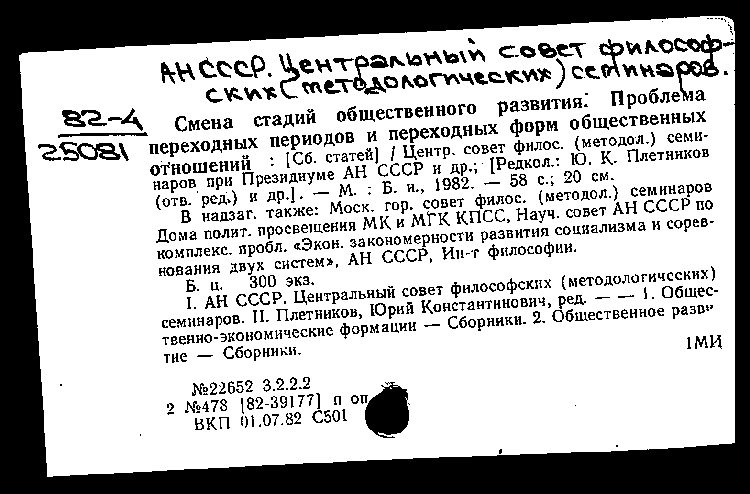 АН СССР. Центральный совет философ-
ских (методологических) семинаров.
82-4
25081
Смена стадий общественного развития: Проблема
переходных периодов и переходных форм общественных
отношений : [Сб. статей] / Центр. совет филос. (методол.) семи-
наров при Президиуме АН СССР и др.; [Редкол.: Ю. К. Плетников
(отв. ред.) и др.]. — М. : Б. и., 1982. — 58 с.; 20 см.
В надзаг. также: Моск. гор. совет филос. (методол.) семинаров
Дома полит. просвещения МК и МГК КПСС, Науч. совет АН СССР по
комплекс. пробл. «Экон. закономерности развития социализма и сорев-
нования двух систем», АН СССР, Ин-т философии.
Б. ц. 300 экз.
I. АН СССР. Центральный совет философских (методологических)
семинаров. II. Плетников, Юрий Константинович, ред. — — 1. Общес-
твенно-экономические формации — Сборники. 2. Общественное разви-
тие — Сборники.
1МИ
№22652 3.2.2.2
2 №478 [82-39177] п оп
ВКП 01.07.82 С501